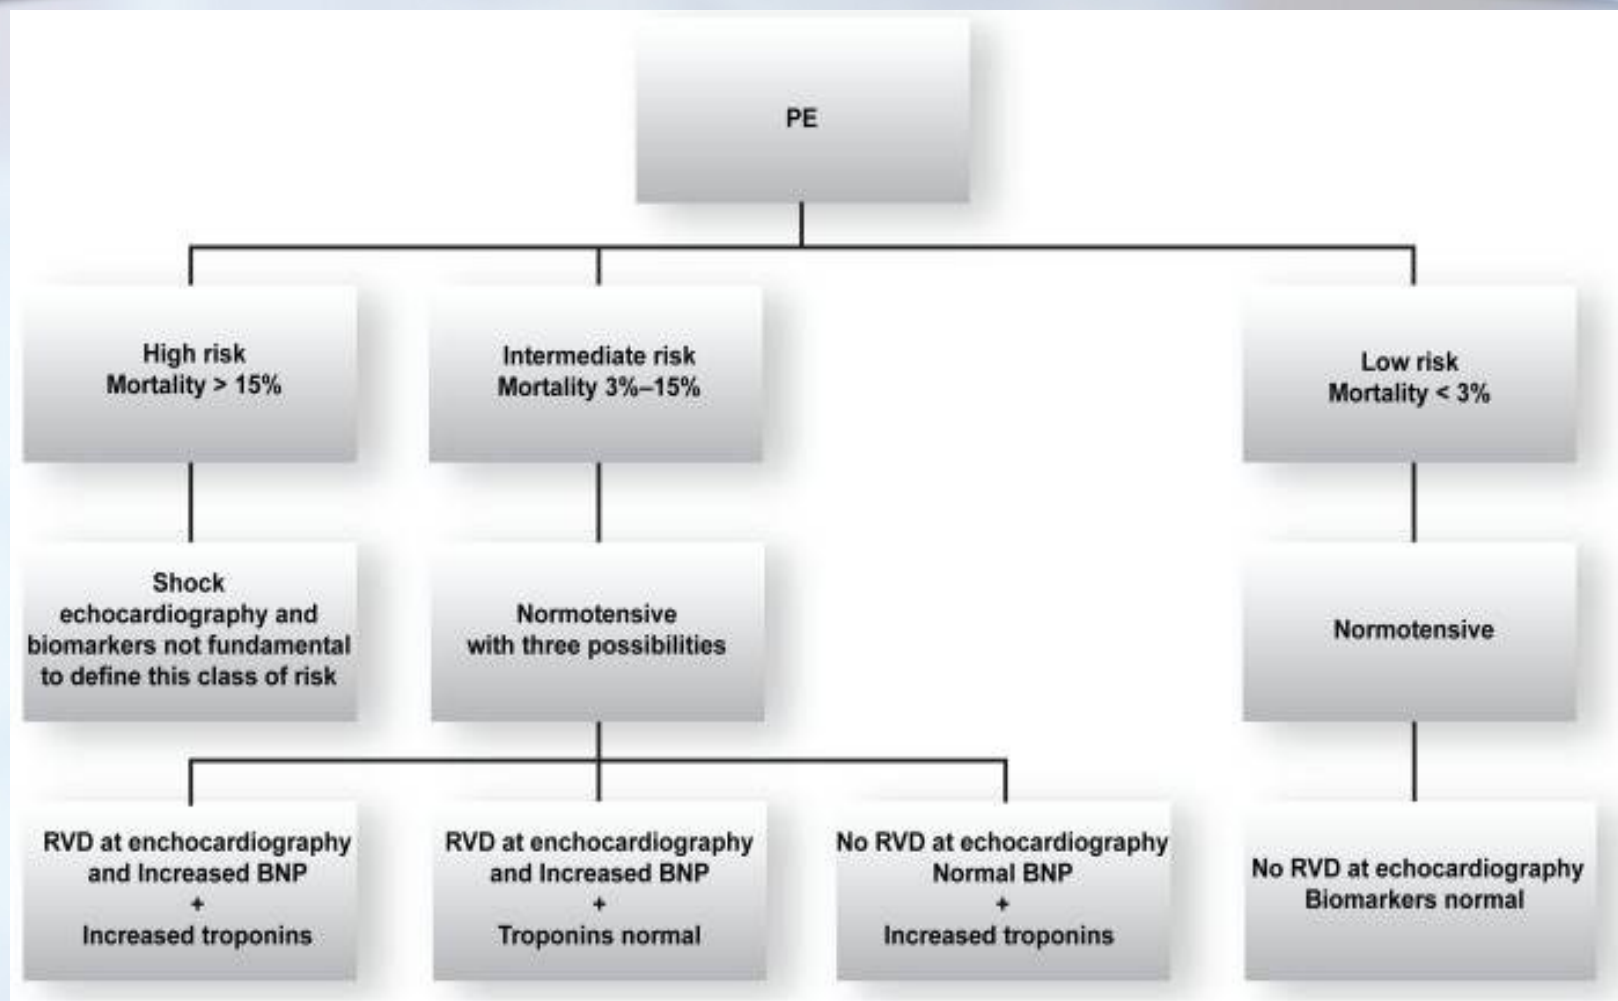 PE
High risk
Mortality > 15%
Intermediate risk
Mortality 3%–15%
Low risk
Mortality < 3%
Shock
echocardiography and
biomarkers not fundamental
to define this class of risk
Normotensive
with three possibilities
Normotensive
RVD at enchocardiography
and Increased BNP
+
Increased troponins
RVD at enchocardiography
and Increased BNP
+
Troponins normal
No RVD at echocardiography
Normal BNP
+
Increased troponins
No RVD at echocardiography
Biomarkers normal